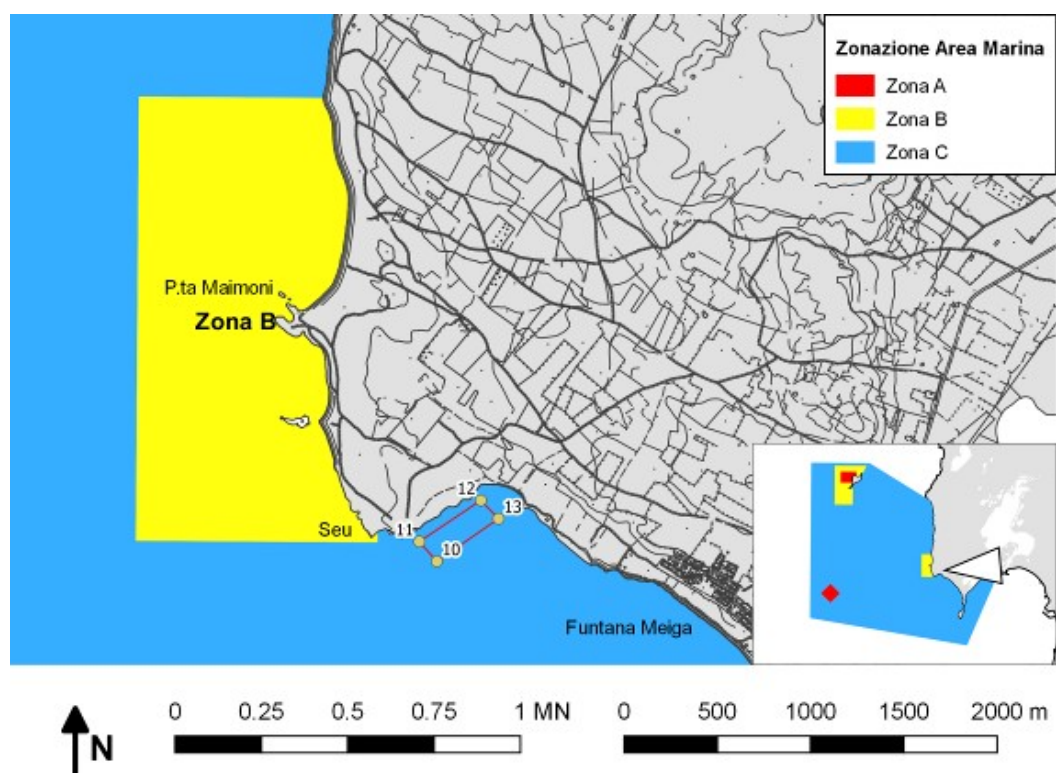 Zonazione Area Marina
Zona A
Zona B
Zona C
P.ta Maimoni
Zona B
12
13
Seu
11
10
Funtana Meiga
0 0.25 0.5 0.75 1 MN
0 500 1000 1500 2000 m
N